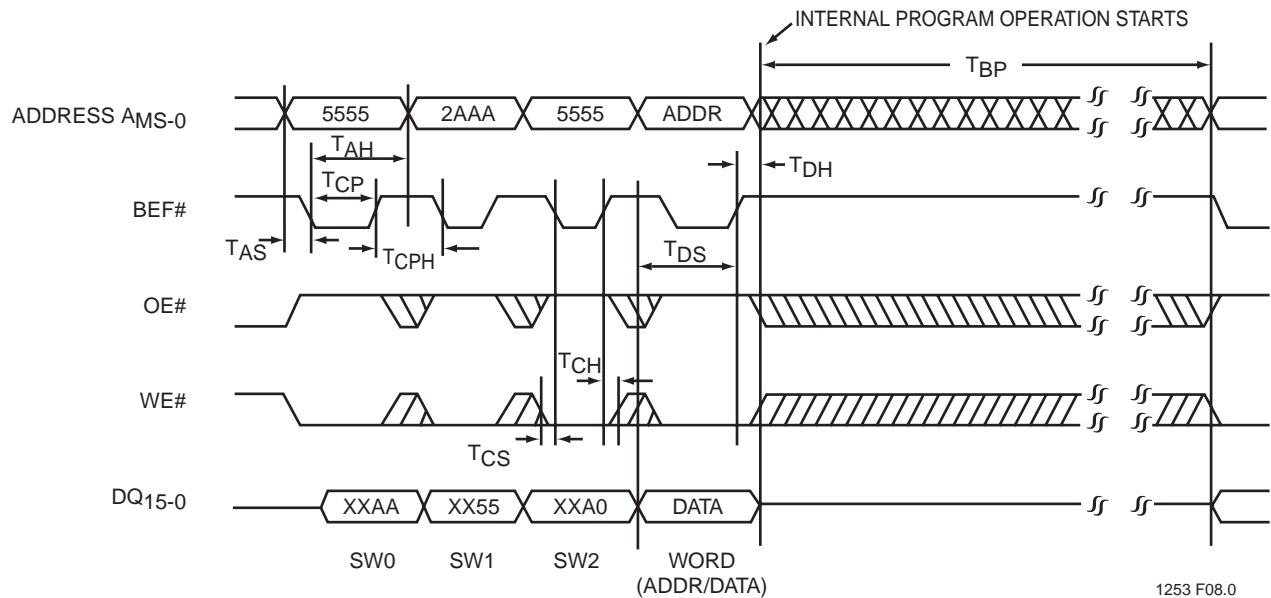 INTERNAL PROGRAM OPERATION STARTS
TBP
ADDRESS AMS-0
5555
2AAA
5555
ADDR
TAH
TDH
TCP
BEF#
TAS
TCPH
TDS
OE#
TCH
WE#
TCS
DQ15-0
XXAA
XX55
XXA0
DATA
SW0
SW1
SW2
WORD
(ADDR/DATA)
1253 F08.0